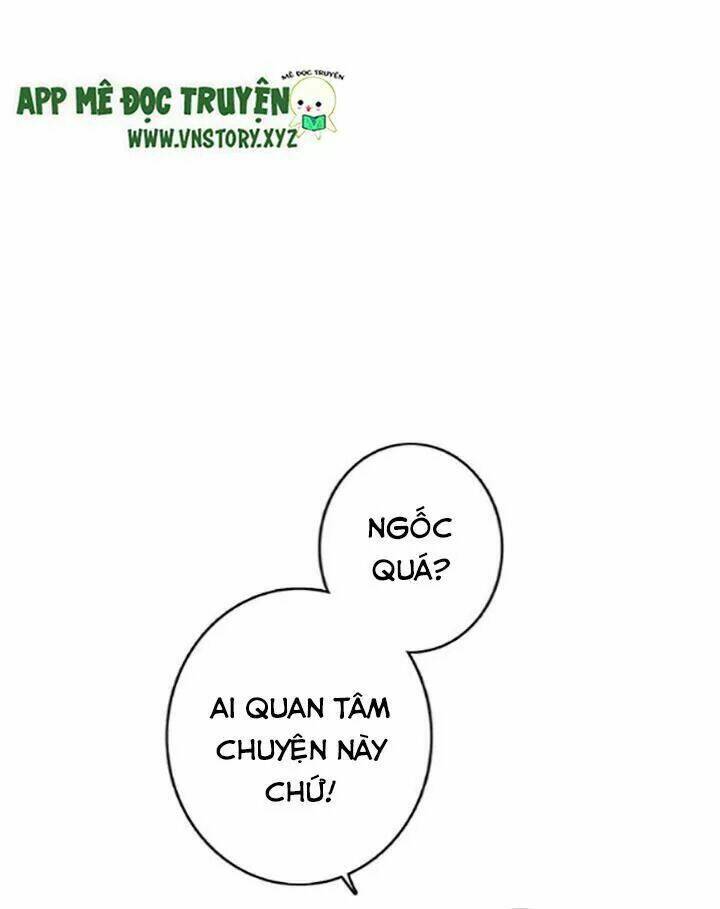 MÊ ĐỌC TRUYỆN
APP MÊ ĐỌC TRUYỆN
WWW.VNSTORY.XYZ
NGỐC
QUÁ?
AI QUAN TÂM
CHUYỆN NÀY
CHỨ!